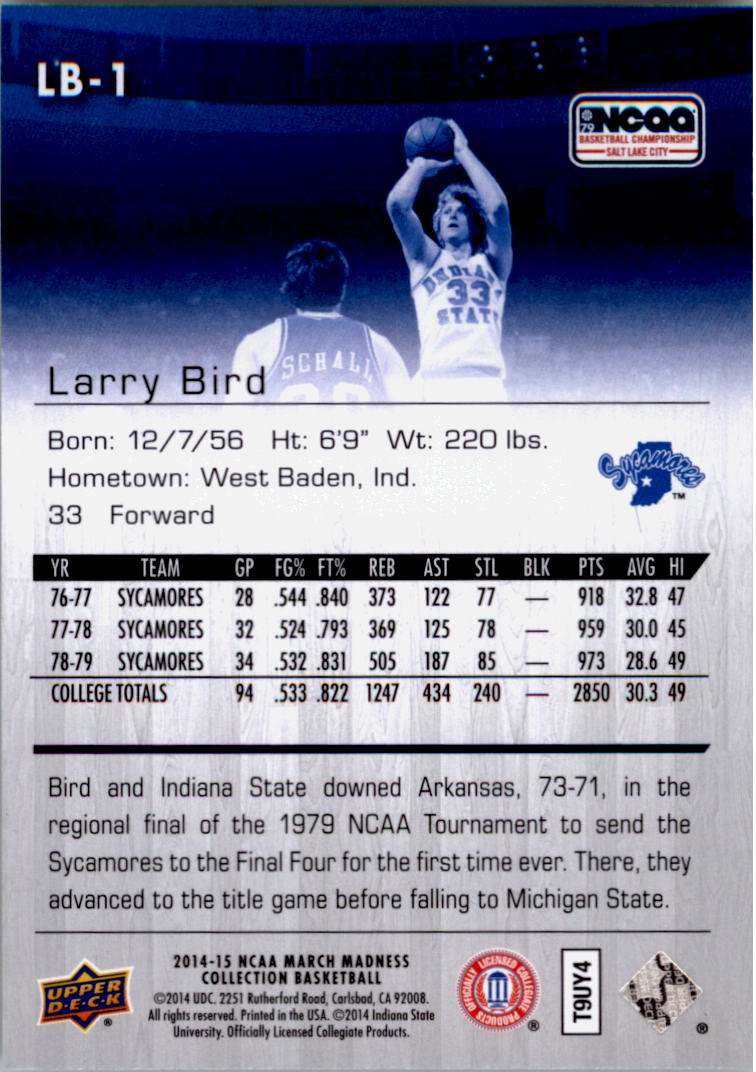 LB-1
79 NCAA
BASKETBALL CHAMPIONSHIP
SALT LAKE CITY
INDIANA
33
STATE
SCHALL
Larry Bird
Born: 12/7/56 Ht: 6'9" Wt: 220 lbs.
Hometown: West Baden, Ind.
33 Forward
Sycamores
TM
YR TEAM GP FG% FT% REB AST STL BLK PTS AVG HI
76-77 SYCAMORES 28 .544 .840 373 122 77 — 918 32.8 47
77-78 SYCAMORES 32 .524 .793 369 125 78 — 959 30.0 45
78-79 SYCAMORES 34 .532 .831 505 187 85 — 973 28.6 49
COLLEGE TOTALS 94 .533 .822 1247 434 240 — 2850 30.3 49
Bird and Indiana State downed Arkansas, 73-71, in the
regional final of the 1979 NCAA Tournament to send the
Sycamores to the Final Four for the first time ever. There, they
advanced to the title game before falling to Michigan State.
UPPER
D·E·C·K
®
2014-15 NCAA MARCH MADNESS
COLLECTION BASKETBALL
©2014 UDC. 2251 Rutherford Road, Carlsbad, CA 92008.
All rights reserved. Printed in the USA. ©2014 Indiana State
University. Officially Licensed Collegiate Products.
OFFICIALLY LICENSED COLLEGIATE PRODUCTS
®
T9UY4
®